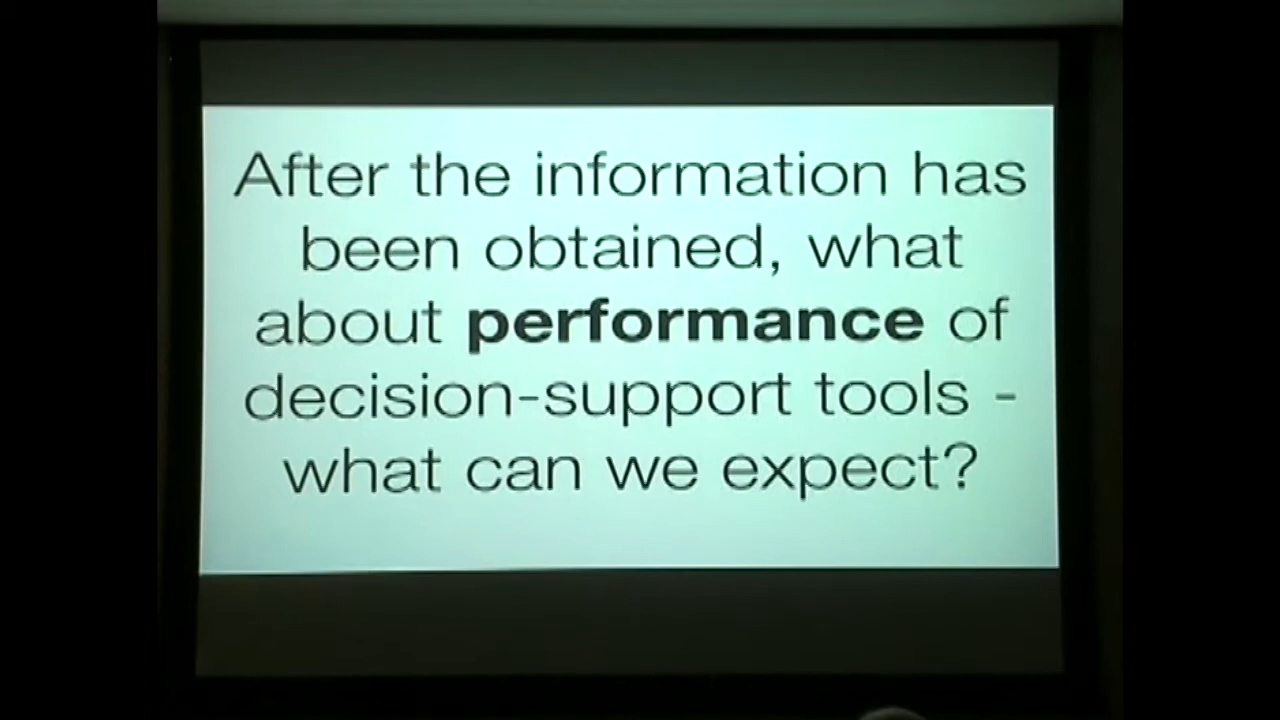 After the information has
been obtained, what
about performance of
decision-support tools -
what can we expect?